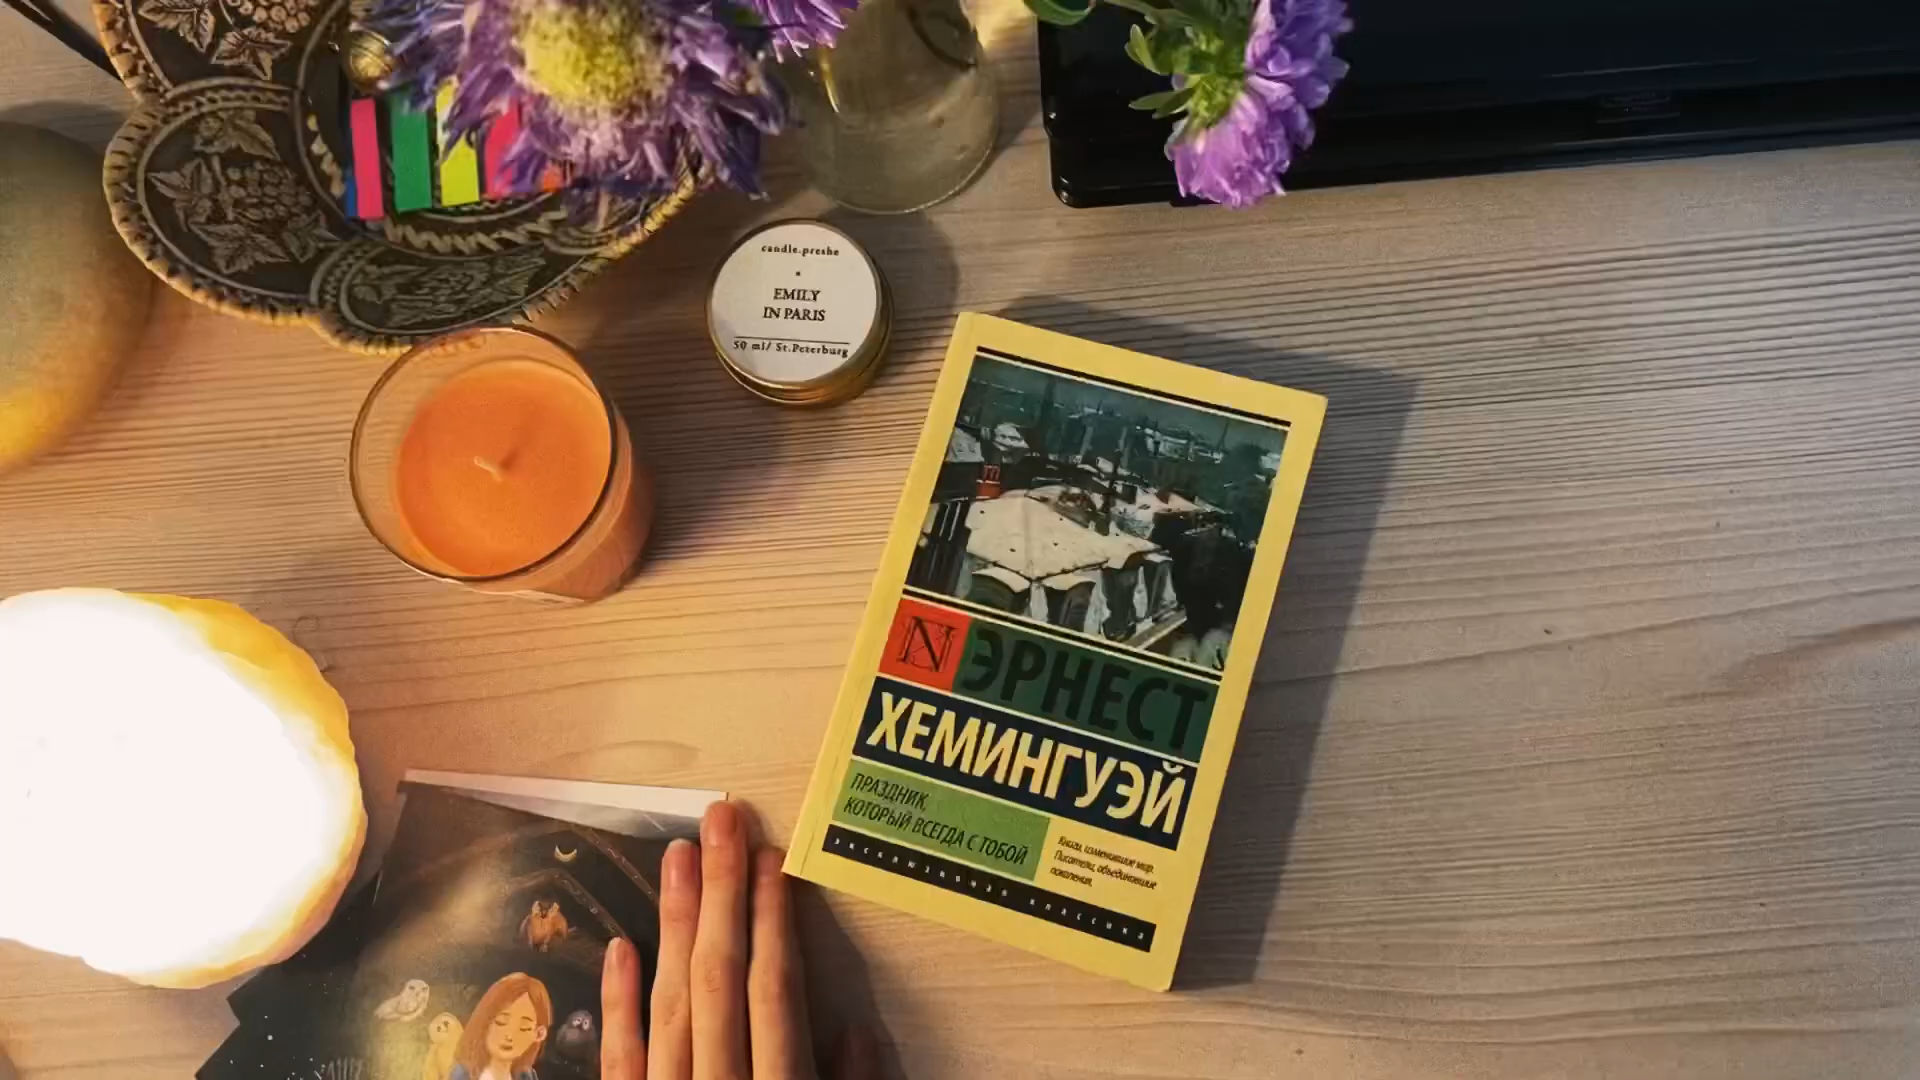 candle.preshe
EMILY
IN PARIS
50 ml/ St.Peterburg
N
ЭРНЕСТ
ХЕМИНГУЭЙ
ПРАЗДНИК,
КОТОРЫЙ ВСЕГДА С ТОБОЙ
Книги, изменившие мир.
Писатели, объединившие
поколения.
эксклюзивная классика